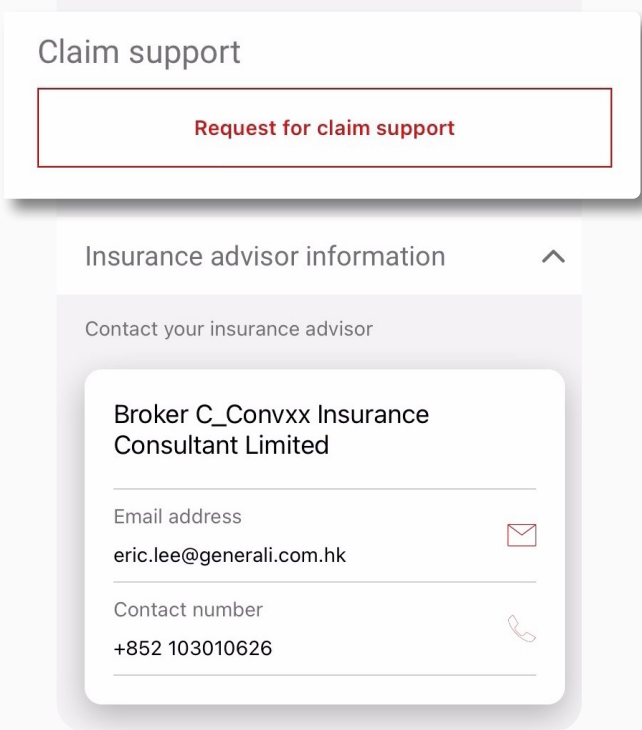 Claim support
Request for claim support
Insurance advisor information
Contact your insurance advisor
Broker C_Convxx Insurance
Consultant Limited
Email address
eric.lee@generali.com.hk
Contact number
+852 103010626